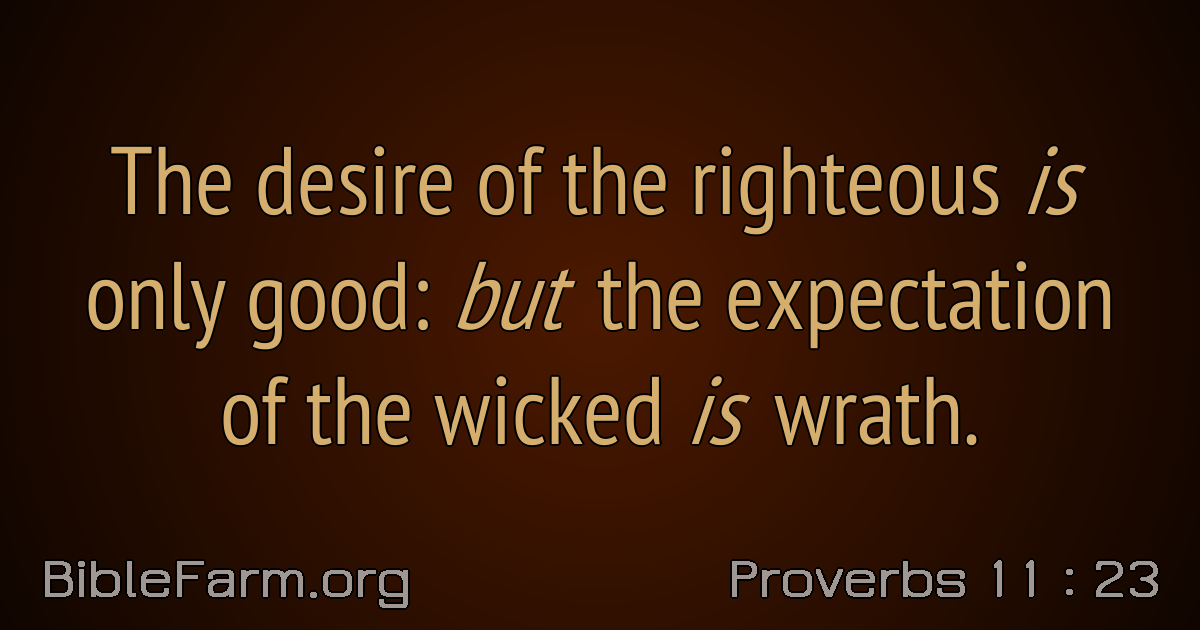 The desire of the righteous is
only good: but the expectation
of the wicked is wrath.
BibleFarm.org
Proverbs 11 : 23